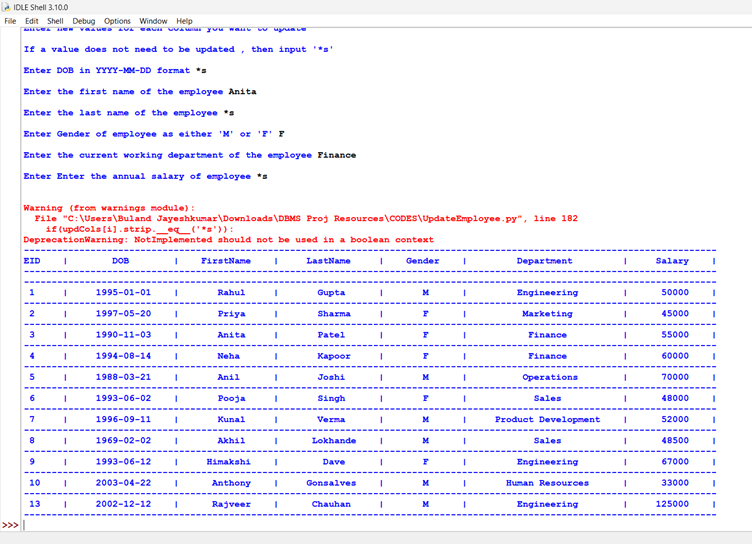 IDLE Shell 3.10.0
File Edit Shell Debug Options Window Help
Enter new values for each column you want to update
If a value does not need to be updated , then input '*s'
Enter DOB in YYYY-MM-DD format *s
Enter the first name of the employee Anita
Enter the last name of the employee *s
Enter Gender of employee as either 'M' or 'F' F
Enter the current working department of the employee Finance
Enter Enter the annual salary of employee *s
Warning (from warnings module):
File "C:\Users\Buland Jayeshkumar\Downloads\DBMS Proj Resources\CODES\UpdateEmployee.py", line 182
if(updCols[i].strip.__eq__('*s')):
DeprecationWarning: NotImplemented should not be used in a boolean context
EID | DOB | FirstName | LastName | Gender | Department | Salary |
1 | 1995-01-01 | Rahul | Gupta | M | Engineering | 50000 |
2 | 1997-05-20 | Priya | Sharma | F | Marketing | 45000 |
3 | 1990-11-03 | Anita | Patel | F | Finance | 55000 |
4 | 1994-08-14 | Neha | Kapoor | F | Finance | 60000 |
5 | 1988-03-21 | Anil | Joshi | M | Operations | 70000 |
6 | 1993-06-02 | Pooja | Singh | F | Sales | 48000 |
7 | 1996-09-11 | Kunal | Verma | M | Product Development | 52000 |
8 | 1969-02-02 | Akhil | Lokhande | M | Sales | 48500 |
9 | 1993-06-12 | Himakshi | Dave | F | Engineering | 67000 |
10 | 2003-04-22 | Anthony | Gonsalves | M | Human Resources | 33000 |
13 | 2002-12-12 | Rajveer | Chauhan | M | Engineering | 125000 |
>>>